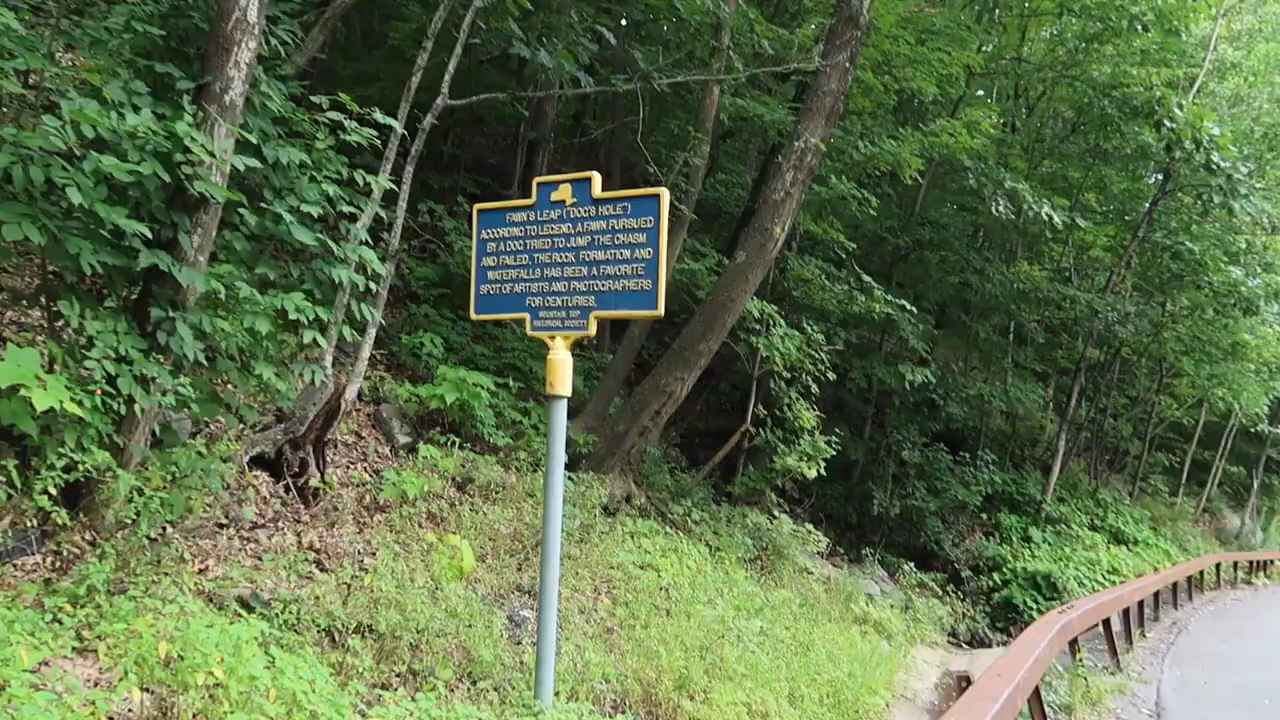 FAWN'S LEAP ("DOG'S HOLE")
ACCORDING TO LEGEND, A FAWN PURSUED
BY A DOG TRIED TO JUMP THE CHASM
AND FAILED. THE ROCK FORMATION AND
WATERFALLS HAS BEEN A FAVORITE
SPOT OF ARTISTS AND PHOTOGRAPHERS
FOR CENTURIES.
MOUNTAIN TOP
HISTORICAL SOCIETY